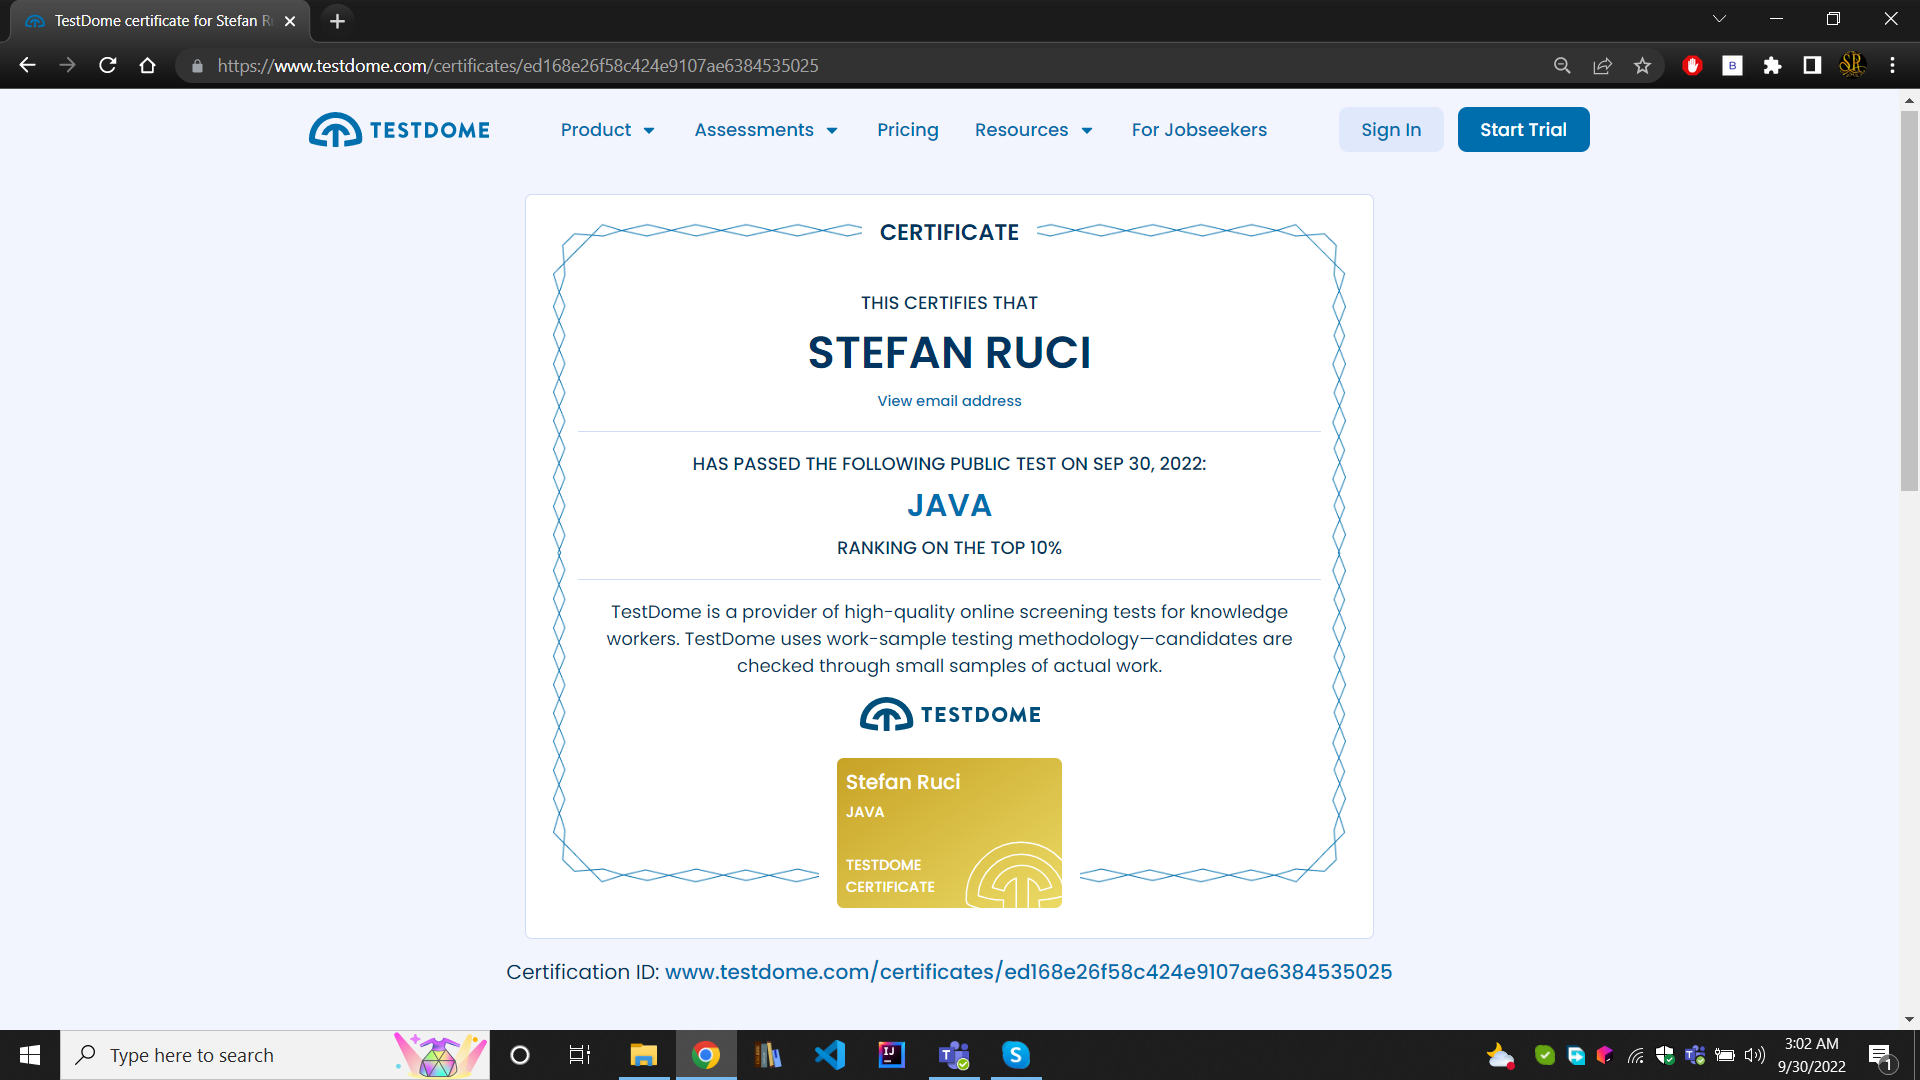 TestDome certificate for Stefan R
https://www.testdome.com/certificates/ed168e26f58c424e9107ae6384535025
B
SR
TESTDOME
Product
Assessments
Pricing
Resources
For Jobseekers
Sign In
Start Trial
CERTIFICATE
THIS CERTIFIES THAT
STEFAN RUCI
View email address
HAS PASSED THE FOLLOWING PUBLIC TEST ON SEP 30, 2022:
JAVA
RANKING ON THE TOP 10%
TestDome is a provider of high-quality online screening tests for knowledge
workers. TestDome uses work-sample testing methodology—candidates are
checked through small samples of actual work.
TESTDOME
Stefan Ruci
JAVA
TESTDOME
CERTIFICATE
Certification ID: www.testdome.com/certificates/ed168e26f58c424e9107ae6384535025
Type here to search
IJ
T
S
3:02 AM
9/30/2022
1